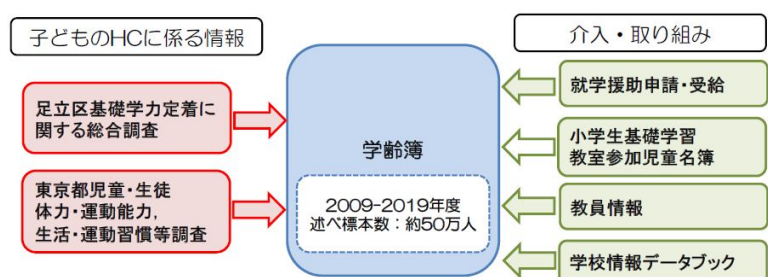 子どものHCに係る情報
足立区基礎学力定着に
関する総合調査
東京都児童・生徒
体力・運動能力,
生活・運動習慣等調査
学齢簿
2009-2019年度
述べ標本数：約50万人
介入・取り組み
就学援助申請・受給
小学生基礎学習
教室参加児童名簿
教員情報
学校情報データブック